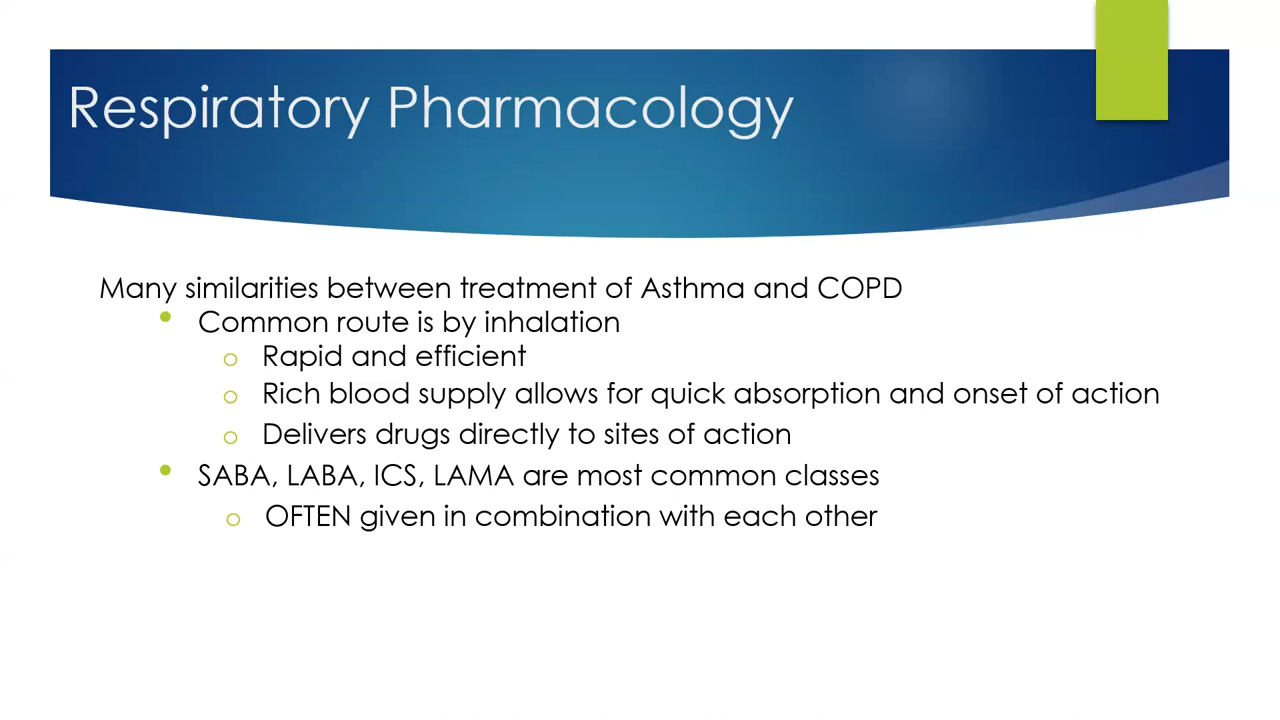 Respiratory Pharmacology
Many similarities between treatment of Asthma and COPD
• Common route is by inhalation
o Rapid and efficient
o Rich blood supply allows for quick absorption and onset of action
o Delivers drugs directly to sites of action
• SABA, LABA, ICS, LAMA are most common classes
o OFTEN given in combination with each other